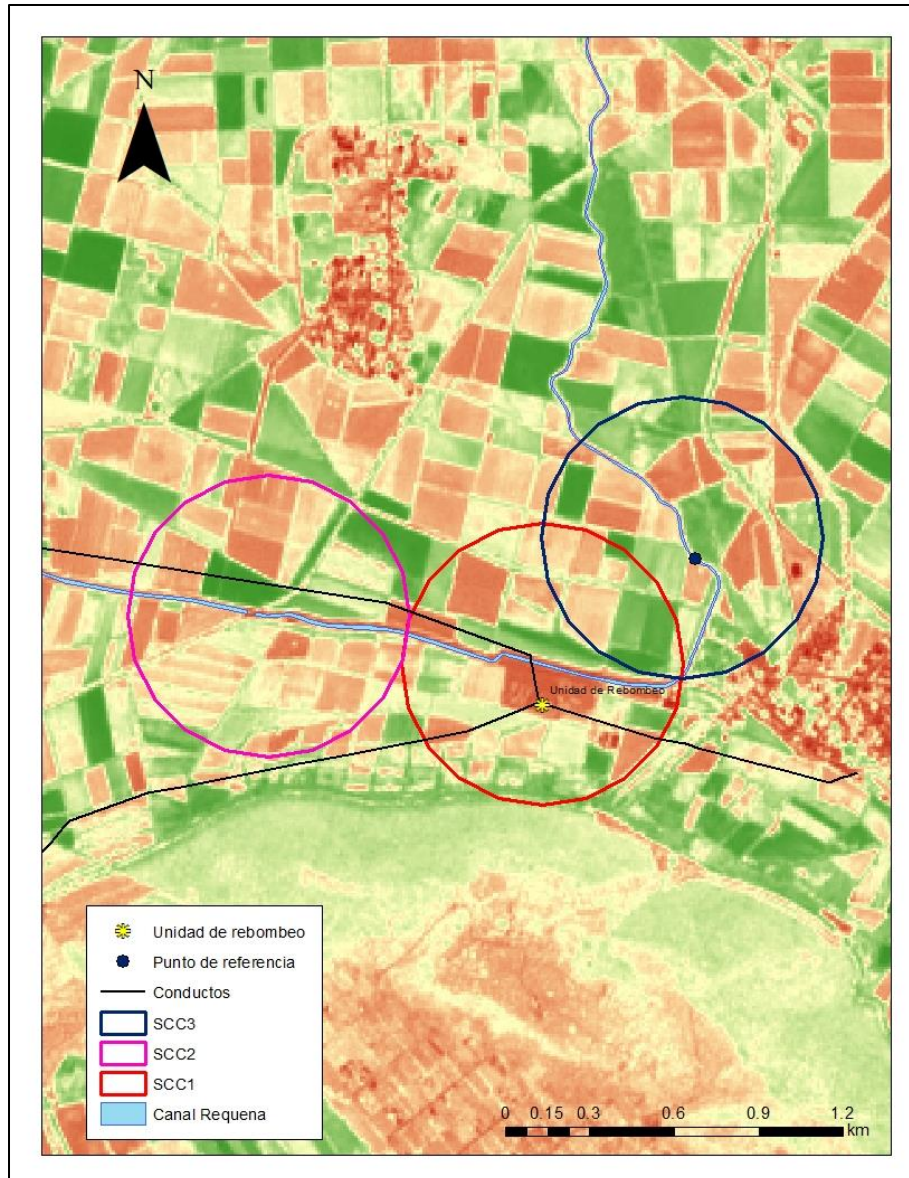 N
Unidad de Rebombeo
Unidad de rebombeo
Punto de referencia
Conductos
SCC3
SCC2
SCC1
Canal Requena
0 0.15 0.3 0.6 0.9 1.2
km